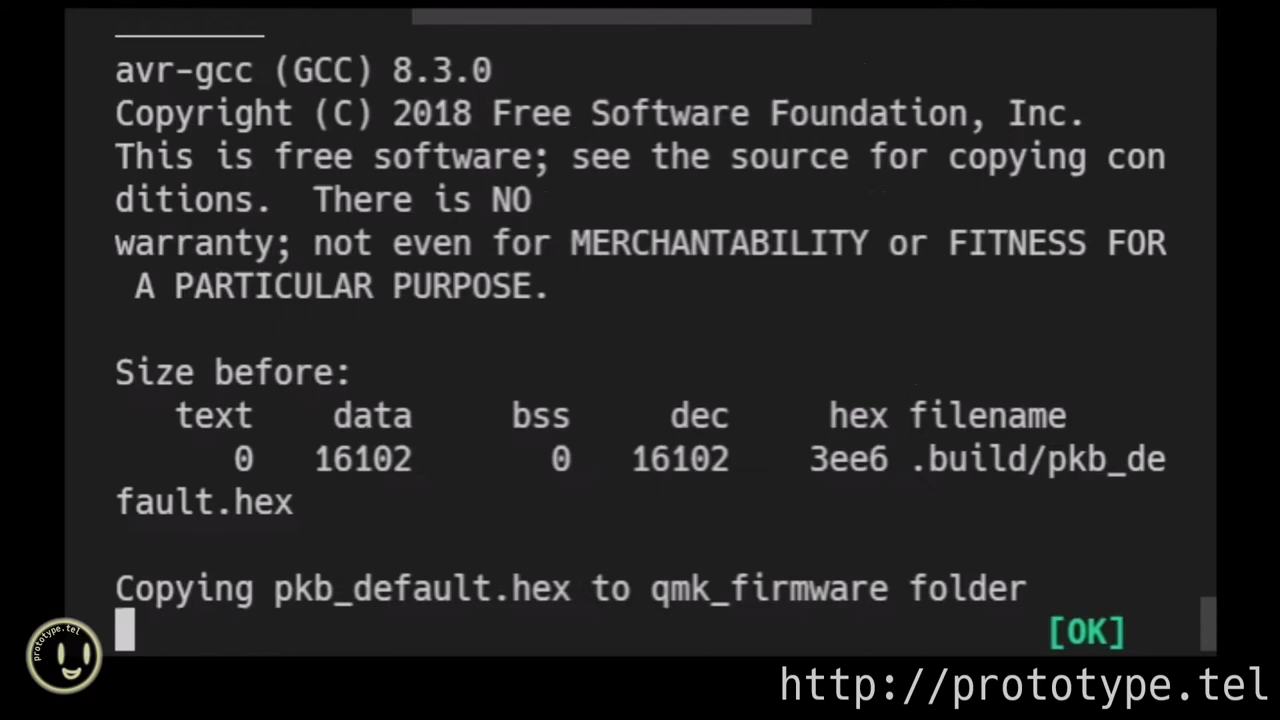 avr-gcc (GCC) 8.3.0
Copyright (C) 2018 Free Software Foundation, Inc.
This is free software; see the source for copying con
ditions.  There is NO
warranty; not even for MERCHANTABILITY or FITNESS FOR
 A PARTICULAR PURPOSE.
Size before:
   text    data     bss     dec     hex filename
      0   16102       0   16102    3ee6 .build/pkb_de
fault.hex
Copying pkb_default.hex to qmk_firmware folder
[OK]
prototype.tel
http://prototype.tel